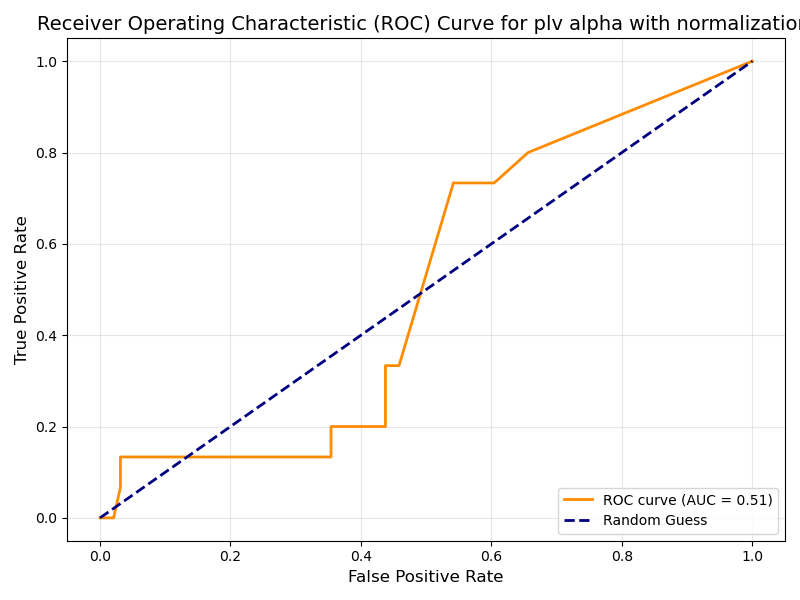 Receiver Operating Characteristic (ROC) Curve for plv alpha with normalization
True Positive Rate
1.0
0.8
0.6
0.4
0.2
0.0
ROC curve (AUC = 0.51)
Random Guess
0.0 0.2 0.4 0.6 0.8 1.0
False Positive Rate